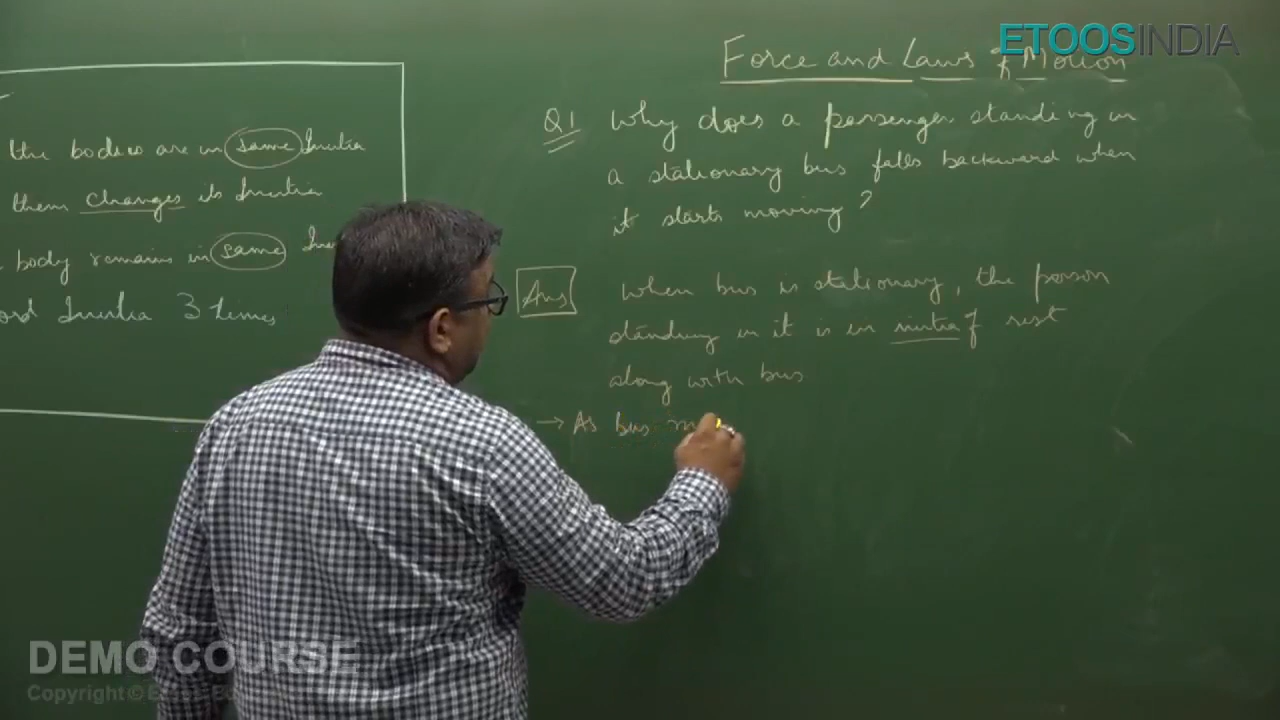 ETOOSINDIA
Force and Laws of Motion
the bodies are in same Inertia
them changes its Inertia
body remains in same
Inertia 3 times
Q1 Why does a passenger standing in
a stationary bus falls backward when
it starts moving ?
Ans When bus is stationary, the person
standing in it is in inertia of rest
along with bus
→ As bus
DEMO COURSE
Copyright ©